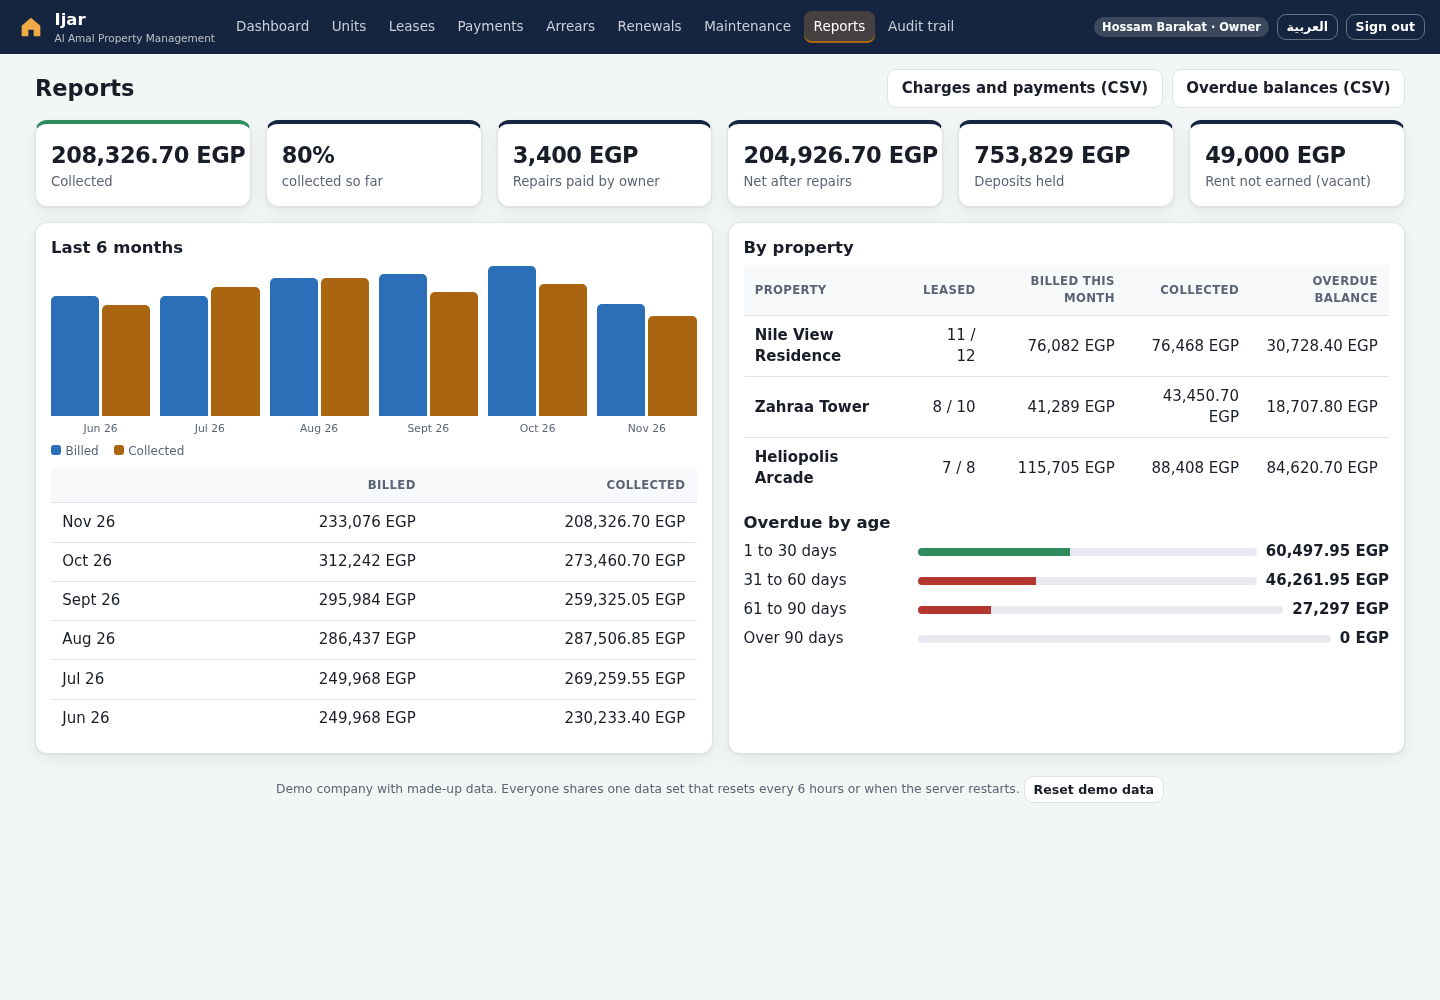 Ijar
Al Amal Property Management
Dashboard Units Leases Payments Arrears Renewals Maintenance Reports Audit trail
Hossam Barakat · Owner العربية Sign out
Reports
Charges and payments (CSV) Overdue balances (CSV)
208,326.70 EGP
Collected
80%
collected so far
3,400 EGP
Repairs paid by owner
204,926.70 EGP
Net after repairs
753,829 EGP
Deposits held
49,000 EGP
Rent not earned (vacant)
Last 6 months
Jun 26 Jul 26 Aug 26 Sept 26 Oct 26 Nov 26
Billed Collected
BILLED COLLECTED
Nov 26 233,076 EGP 208,326.70 EGP
Oct 26 312,242 EGP 273,460.70 EGP
Sept 26 295,984 EGP 259,325.05 EGP
Aug 26 286,437 EGP 287,506.85 EGP
Jul 26 249,968 EGP 269,259.55 EGP
Jun 26 249,968 EGP 230,233.40 EGP
By property
PROPERTY LEASED BILLED THIS MONTH COLLECTED OVERDUE BALANCE
Nile View Residence 11 / 12 76,082 EGP 76,468 EGP 30,728.40 EGP
Zahraa Tower 8 / 10 41,289 EGP 43,450.70 EGP 18,707.80 EGP
Heliopolis Arcade 7 / 8 115,705 EGP 88,408 EGP 84,620.70 EGP
Overdue by age
1 to 30 days 60,497.95 EGP
31 to 60 days 46,261.95 EGP
61 to 90 days 27,297 EGP
Over 90 days 0 EGP
Demo company with made-up data. Everyone shares one data set that resets every 6 hours or when the server restarts. Reset demo data